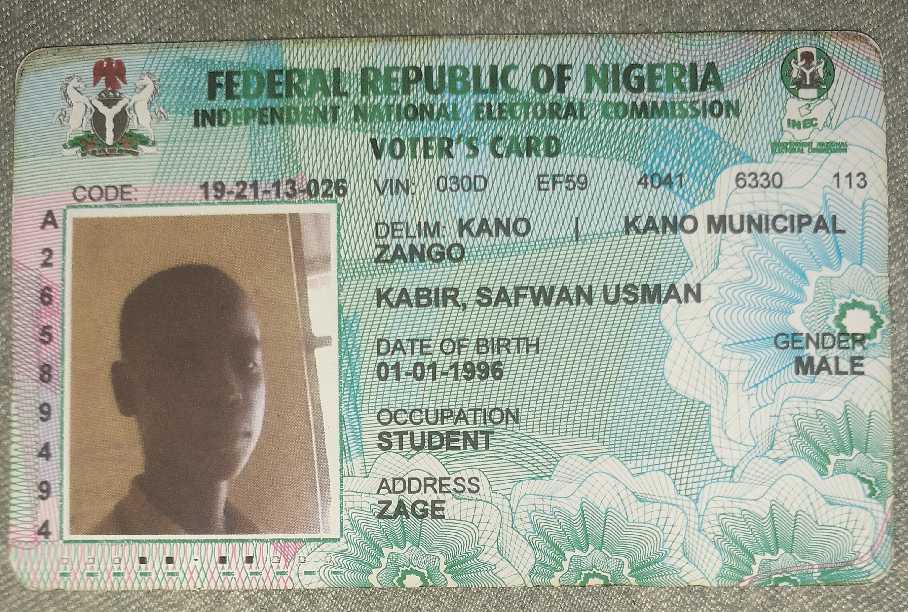 FEDERAL REPUBLIC OF NIGERIA
INDEPENDENT NATIONAL ELECTORAL COMMISSION
VOTER'S CARD
INEC
CODE: 19-21-13-026 VIN: 030D EF59 4041 6330 113
DELIM: KANO | KANO MUNICIPAL
ZANGO
KABIR, SAFWAN USMAN
DATE OF BIRTH
01-01-1996
GENDER
MALE
OCCUPATION
STUDENT
ADDRESS
ZAGE
A
2
6
5
8
9
4
9
4